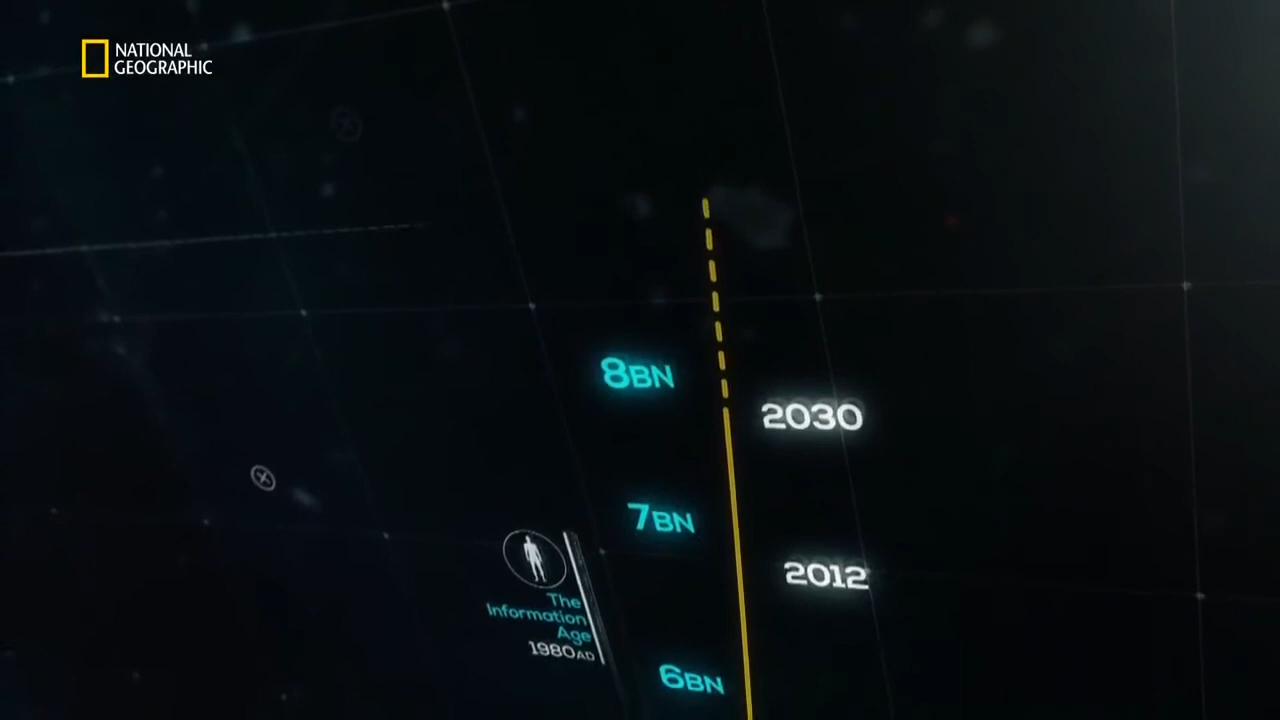 NATIONAL
GEOGRAPHIC
8BN
2030
7BN
2012
The
Information
Age
1980AD
6BN